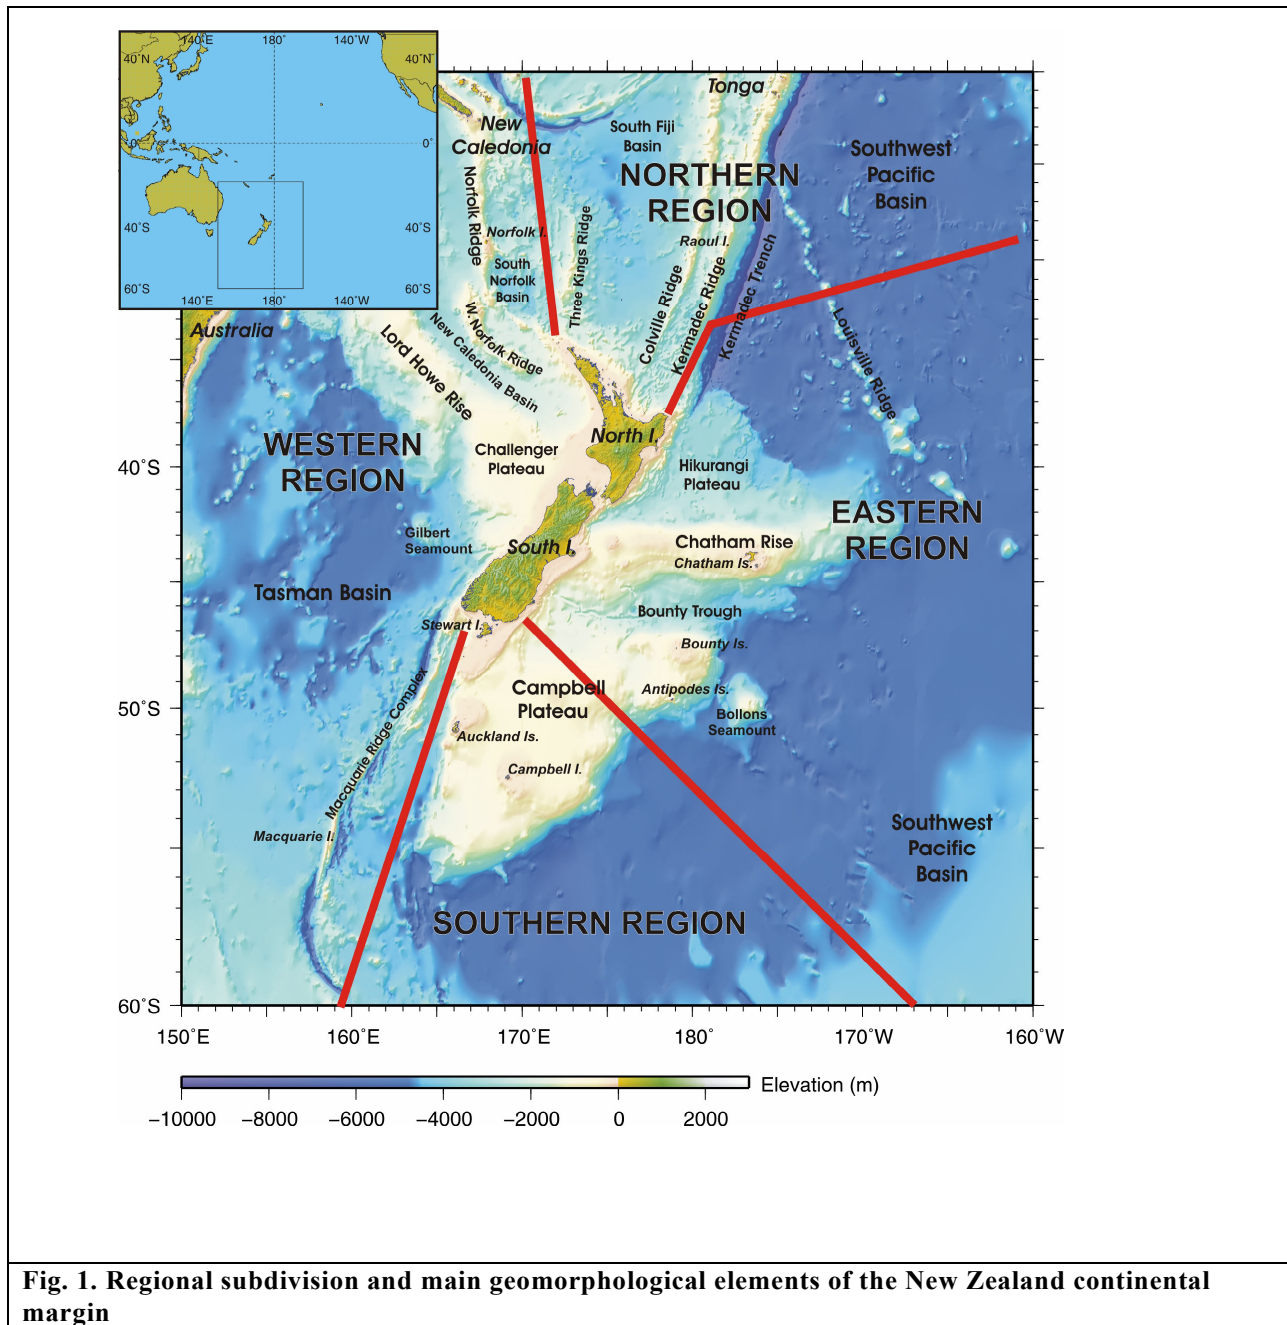 140˚E 180˚ 140˚W
40˚N 40˚N
0˚ 0˚
40˚S 40˚S
60˚S 60˚S
140˚E 180˚ 140˚W
Tonga
New
Caledonia
South Fiji
Basin
Southwest
Pacific
Basin
NORTHERN
REGION
Norfolk Ridge
Norfolk I.
Three Kings Ridge
Raoul I.
South
Norfolk
Basin
Colville Ridge
Kermadec Ridge
Kermadec Trench
Louisville Ridge
Australia
Lord Howe Rise
W. Norfolk Ridge
New Caledonia Basin
WESTERN
REGION
Challenger
Plateau
North I.
Hikurangi
Plateau
40˚S
EASTERN
REGION
Gilbert
Seamount
South I.
Chatham Rise
Chatham Is.
Tasman Basin
Bounty Trough
Stewart I.
Bounty Is.
Campbell
Plateau
Antipodes Is.
Bollons
Seamount
50˚S
Auckland Is.
Campbell I.
Macquarie Ridge Complex
Macquarie I.
Southwest
Pacific
Basin
SOUTHERN REGION
60˚S
150˚E 160˚E 170˚E 180˚ 170˚W 160˚W
Elevation (m)
−10000 −8000 −6000 −4000 −2000 0 2000
Fig. 1. Regional subdivision and main geomorphological elements of the New Zealand continental
margin